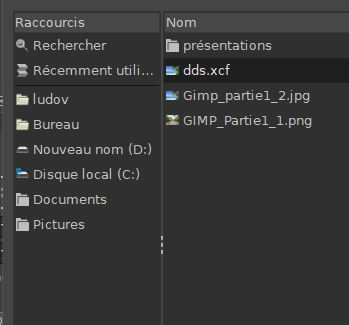 Raccourcis
Rechercher
Récemment utili...
ludov
Bureau
Nouveau nom (D:)
Disque local (C:)
Documents
Pictures
Nom
présentations
dds.xcf
Gimp_partie1_2.jpg
GIMP_Partie1_1.png